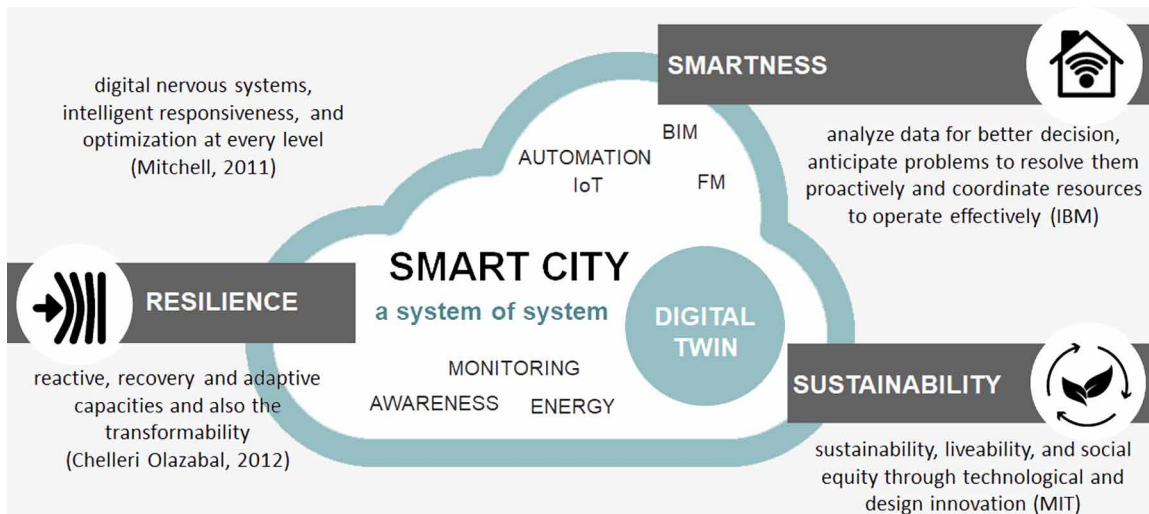 digital nervous systems,
intelligent responsiveness, and
optimization at every level
(Mitchell, 2011)
SMARTNESS
analyze data for better decision,
anticipate problems to resolve them
proactively and coordinate resources
to operate effectively (IBM)
BIM
AUTOMATION
IoT
FM
SMART CITY
a system of system
DIGITAL
TWIN
MONITORING
AWARENESS
ENERGY
RESILIENCE
reactive, recovery and adaptive
capacities and also the
transformability
(Chelleri Olazabal, 2012)
SUSTAINABILITY
sustainability, liveability, and social
equity through technological and
design innovation (MIT)